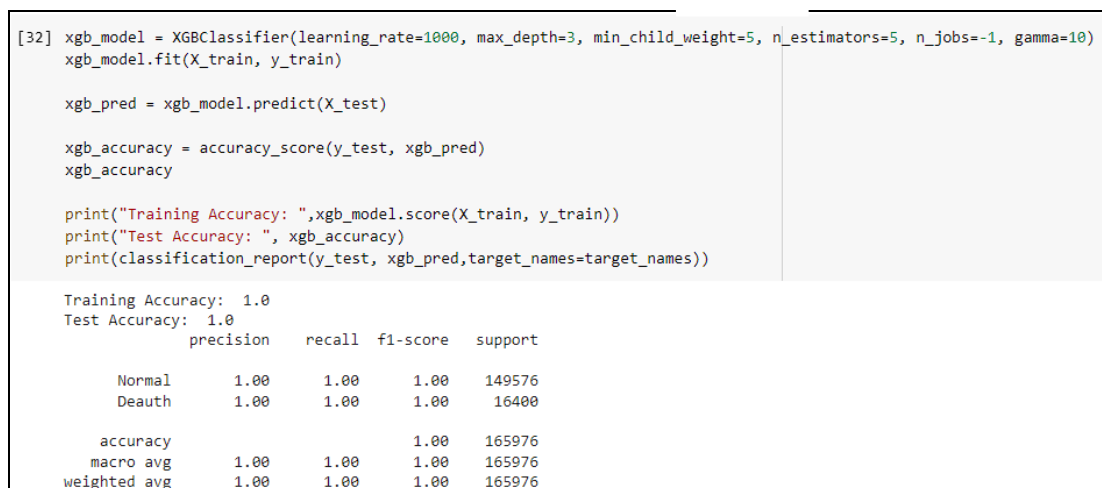 [32] xgb_model = XGBClassifier(learning_rate=1000, max_depth=3, min_child_weight=5, n_estimators=5, n_jobs=-1, gamma=10)
xgb_model.fit(X_train, y_train)
xgb_pred = xgb_model.predict(X_test)
xgb_accuracy = accuracy_score(y_test, xgb_pred)
xgb_accuracy
print("Training Accuracy: ",xgb_model.score(X_train, y_train))
print("Test Accuracy: ", xgb_accuracy)
print(classification_report(y_test, xgb_pred,target_names=target_names))
Training Accuracy:  1.0
Test Accuracy:  1.0
precision recall f1-score support
Normal 1.00 1.00 1.00 149576
Deauth 1.00 1.00 1.00 16400
accuracy 1.00 165976
macro avg 1.00 1.00 1.00 165976
weighted avg 1.00 1.00 1.00 165976